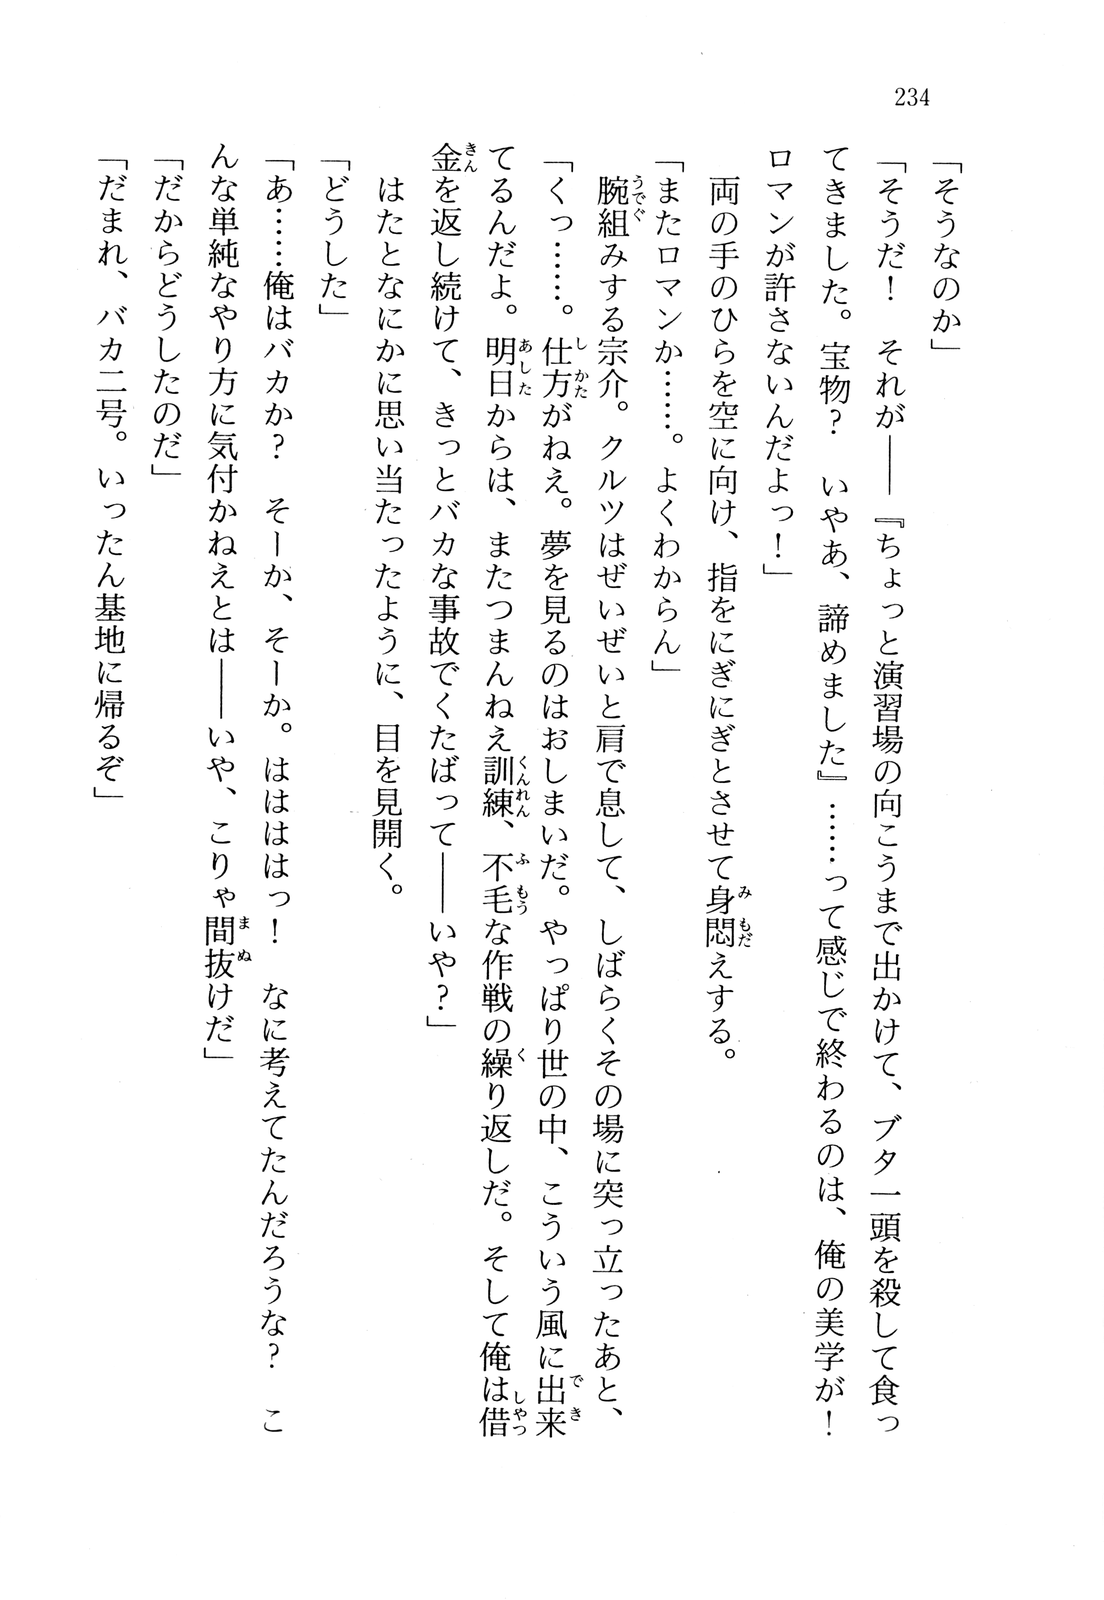 234
「そうなのか」
「そうだ！　それが――『ちょっと演習場の向こうまで出かけて、ブタ一頭を殺して食っ
てきました。宝物？　いやあ、諦めました』……って感じで終わるのは、俺の美学が！
ロマンが許さないんだよっ！」
　両の手のひらを空に向け、指をにぎにぎとさせて身悶えする。
「またロマンか……。よくわからん」
　腕組みする宗介。クルツはぜいぜいと肩で息して、しばらくその場に突っ立ったあと、
「くっ……。仕方がねえ。夢を見るのはおしまいだ。やっぱり世の中、こういう風に出来
てるんだよ。明日からは、またつまんねえ訓練、不毛な作戦の繰り返しだ。そして俺は借
金を返し続けて、きっとバカな事故でくたばって――いや？」
　はたとなにかに思い当たったように、目を見開く。
「どうした」
「あ……俺はバカか？　そーか、そーか。はははっ！　なに考えてたんだろうな？　こ
んな単純なやり方に気付かねえとは――いや、こりゃ間抜けだ」
「だからどうしたのだ」
「だまれ、バカ二号。いったん基地に帰るぞ」